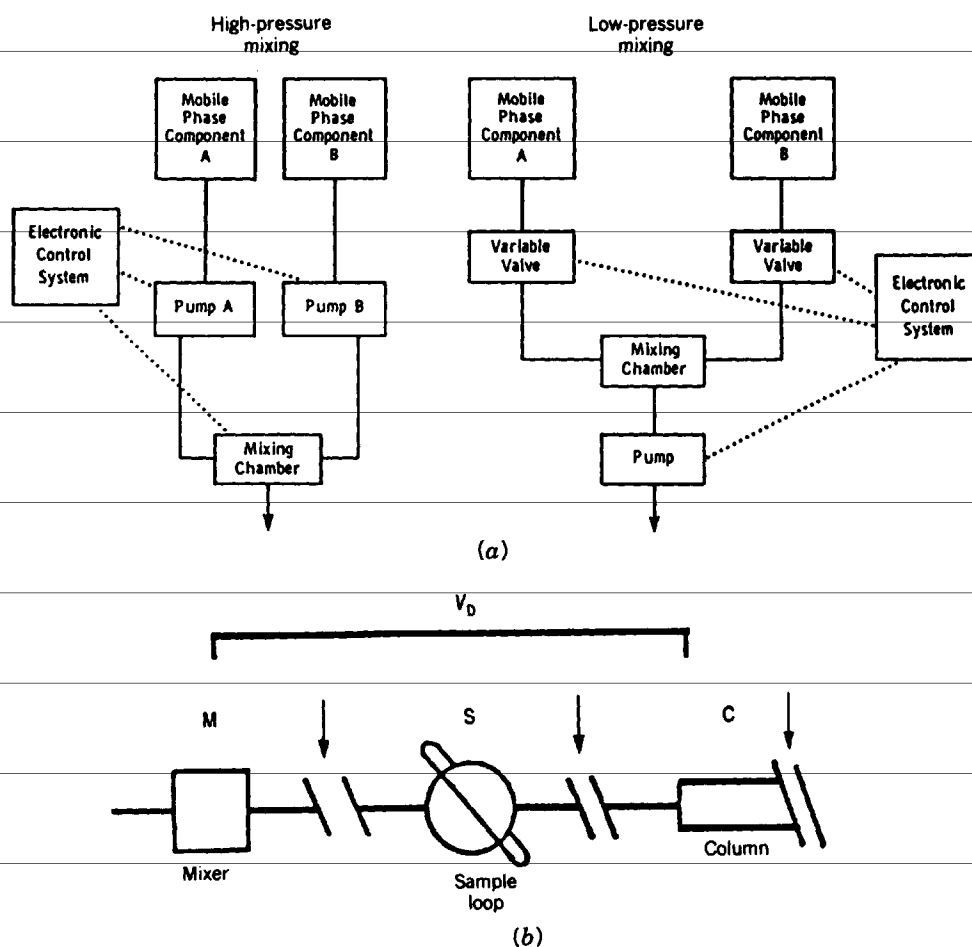 High-pressure
mixing
Low-pressure
mixing
Mobile
Phase
Component
A
Mobile
Phase
Component
B
Mobile
Phase
Component
A
Mobile
Phase
Component
B
Electronic
Control
System
Variable
Valve
Variable
Valve
Electronic
Control
System
Pump A
Pump B
Mixing
Chamber
Mixing
Chamber
Pump
(a)
VD
M
S
C
Mixer
Sample
loop
Column
(b)